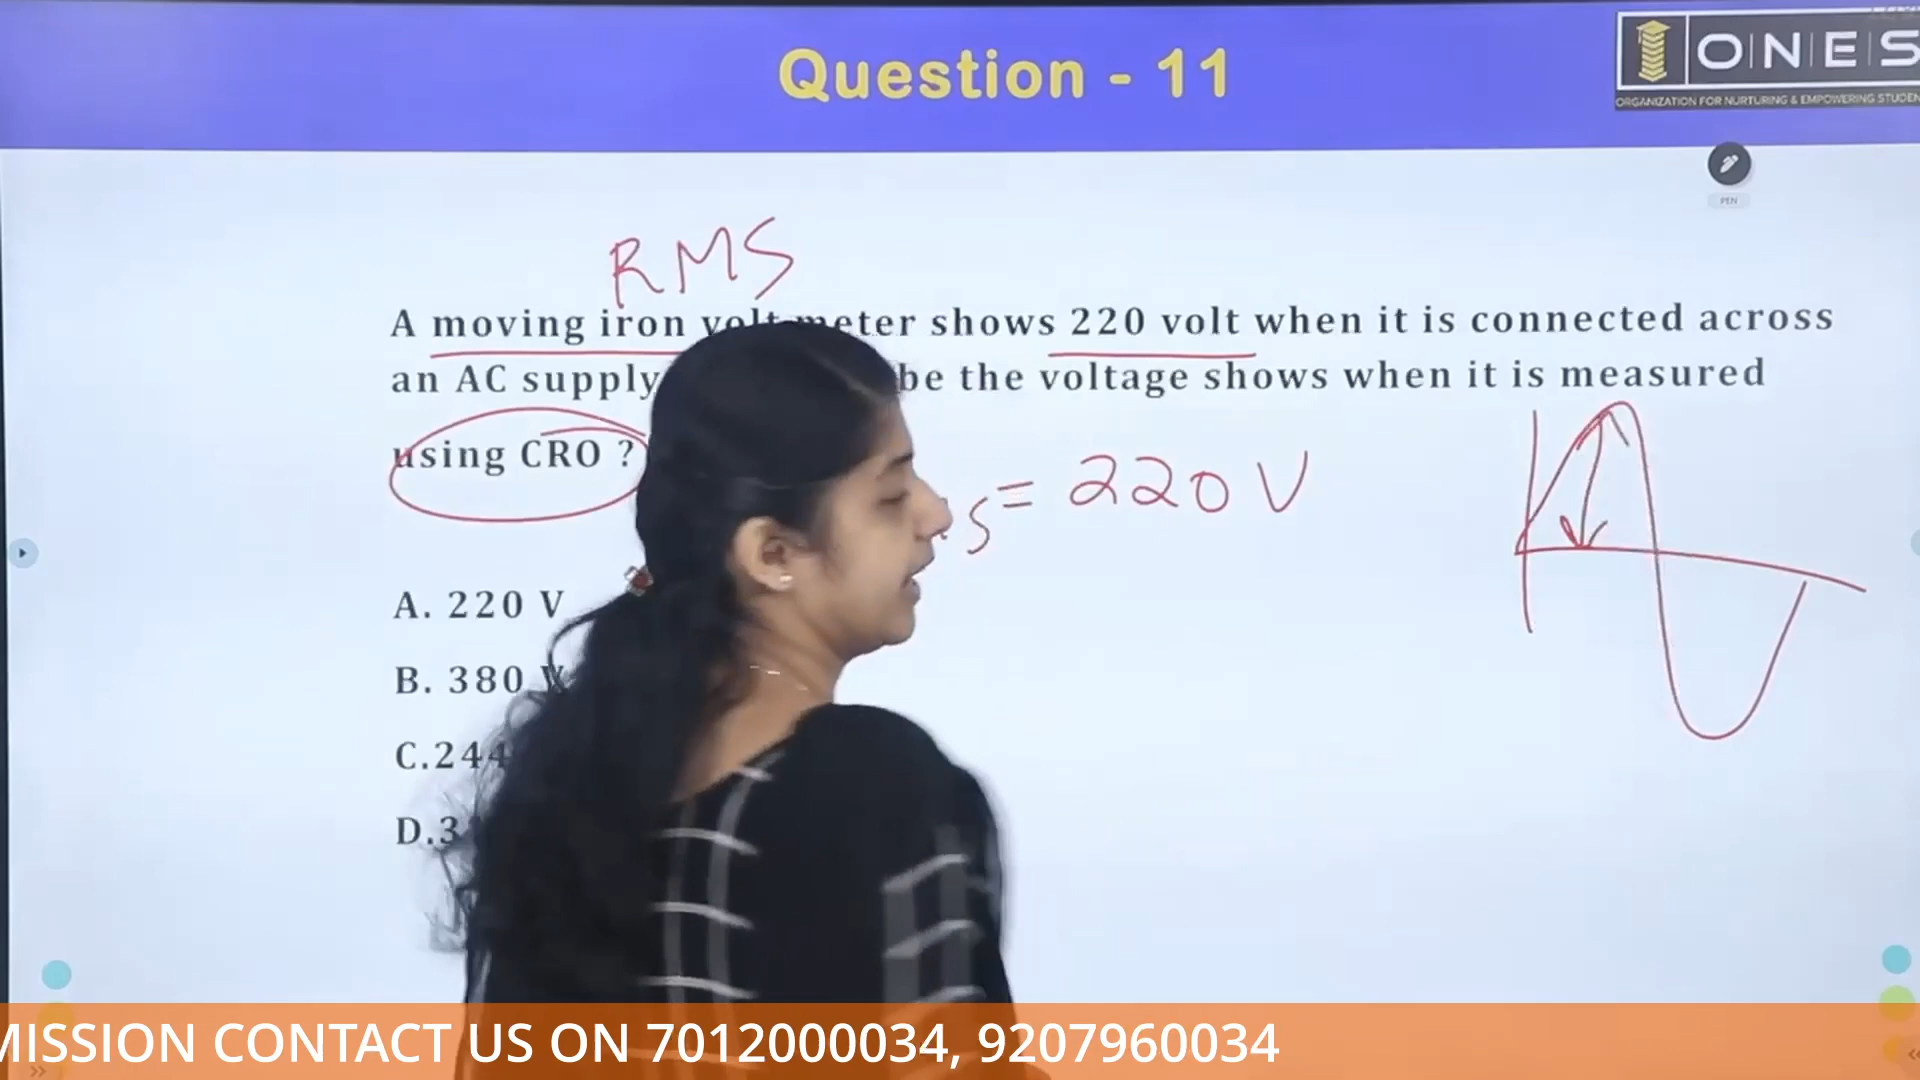 Question - 11
ONES
ORGANIZATION FOR NURTURING & EMPOWERING STUDEN
PEN
RMS
A moving iron volt meter shows 220 volt when it is connected across
an AC supply be the voltage shows when it is measured
using CRO ?
S = 220 V
A. 220 V
B. 380 V
C.244
D.3
MISSION CONTACT US ON 7012000034, 9207960034